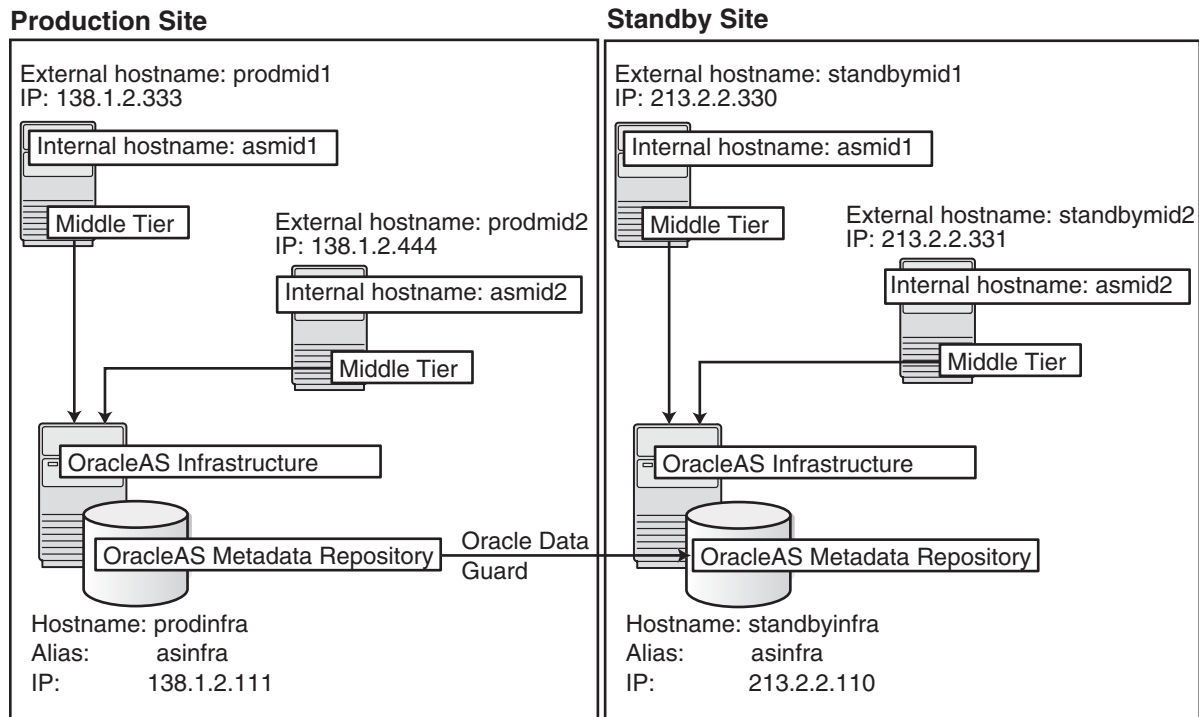 Production Site
External hostname: prodmid1
IP: 138.1.2.333
Internal hostname: asmid1
Middle Tier
External hostname: prodmid2
IP: 138.1.2.444
Internal hostname: asmid2
Middle Tier
OracleAS Infrastructure
OracleAS Metadata Repository
Oracle Data
Guard
Hostname: prodinfra
Alias: asinfra
IP: 138.1.2.111
Standby Site
External hostname: standbymid1
IP: 213.2.2.330
Internal hostname: asmid1
Middle Tier
External hostname: standbymid2
IP: 213.2.2.331
Internal hostname: asmid2
Middle Tier
OracleAS Infrastructure
OracleAS Metadata Repository
Hostname: standbyinfra
Alias: asinfra
IP: 213.2.2.110